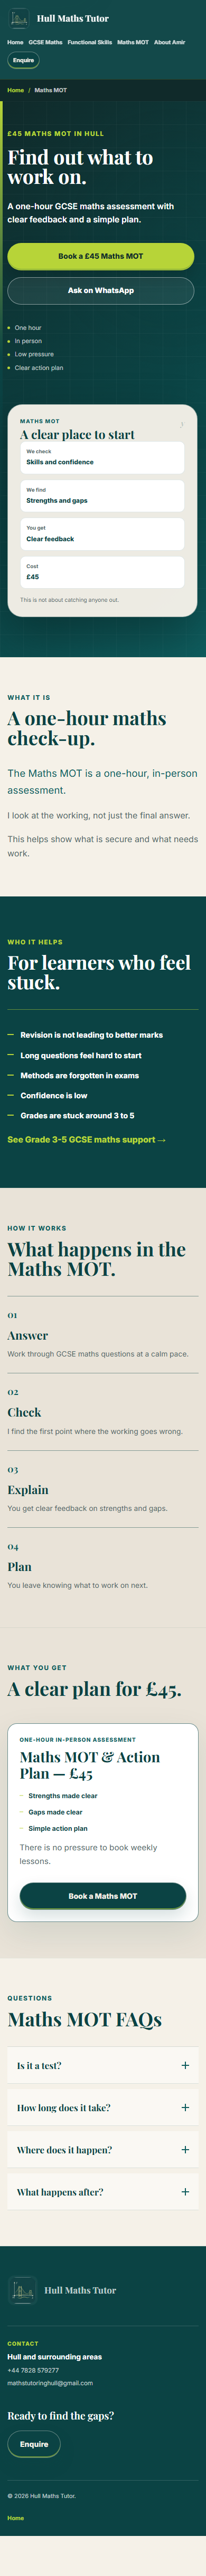 Hull Maths Tutor
Home GCSE Maths Functional Skills Maths MOT About Amir
Enquire
Home / Maths MOT
£45 MATHS MOT IN HULL
Find out what to
work on.
A one-hour GCSE maths assessment with
clear feedback and a simple plan.
Book a £45 Maths MOT
Ask on WhatsApp
One hour
In person
Low pressure
Clear action plan
MATHS MOT
A clear place to start
We check
Skills and confidence
We find
Strengths and gaps
You get
Clear feedback
Cost
£45
This is not about catching anyone out.
WHAT IT IS
A one-hour maths
check-up.
The Maths MOT is a one-hour, in-person
assessment.
I look at the working, not just the final answer.
This helps show what is secure and what needs
work.
WHO IT HELPS
For learners who feel
stuck.
Revision is not leading to better marks
Long questions feel hard to start
Methods are forgotten in exams
Confidence is low
Grades are stuck around 3 to 5
See Grade 3-5 GCSE maths support →
HOW IT WORKS
What happens in the
Maths MOT.
01
Answer
Work through GCSE maths questions at a calm pace.
02
Check
I find the first point where the working goes wrong.
03
Explain
You get clear feedback on strengths and gaps.
04
Plan
You leave knowing what to work on next.
WHAT YOU GET
A clear plan for £45.
ONE-HOUR IN-PERSON ASSESSMENT
Maths MOT & Action
Plan — £45
Strengths made clear
Gaps made clear
Simple action plan
There is no pressure to book weekly
lessons.
Book a Maths MOT
QUESTIONS
Maths MOT FAQs
Is it a test? +
How long does it take? +
Where does it happen? +
What happens after? +
Hull Maths Tutor
CONTACT
Hull and surrounding areas
+44 7828 579277
mathstutoringhull@gmail.com
Ready to find the gaps?
Enquire
© 2026 Hull Maths Tutor.
Home